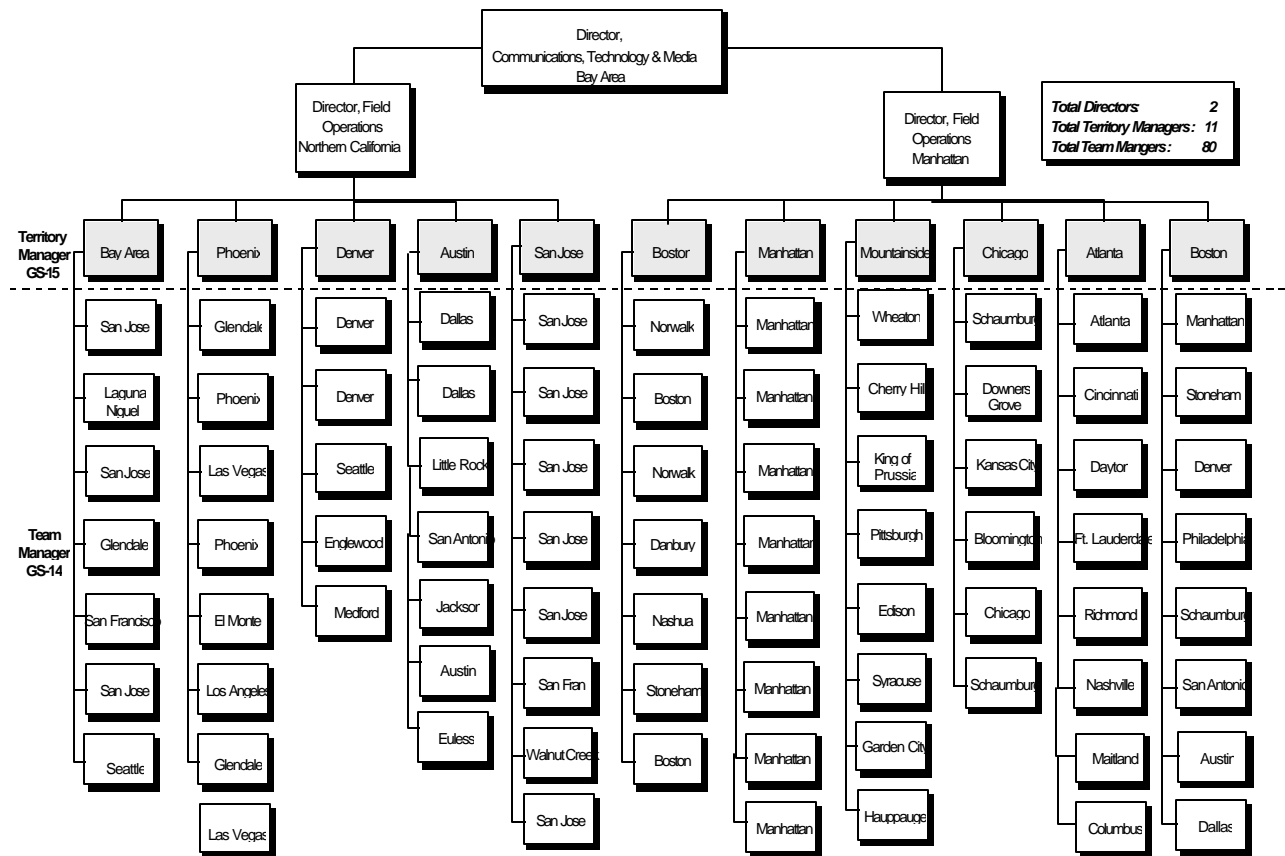 Director,
Communications, Technology & Media
Bay Area
Director, Field
Operations
Northern California
Director, Field
Operations
Manhattan
Total Directors: 2
Total Territory Managers: 11
Total Team Mangers: 80
Territory
Manager
GS-15
Bay Area
Phoenix
Denver
Austin
San Jose
Boston
Manhattan
Mountainside
Chicago
Atlanta
Boston
Team
Manager
GS-14
San Jose
Laguna
Niguel
San Jose
Glendale
San Francisco
San Jose
Seattle
Glendale
Phoenix
Las Vegas
Phoenix
El Monte
Los Angeles
Glendale
Las Vegas
Denver
Denver
Seattle
Englewood
Medford
Dallas
Dallas
Little Rock
San Antonio
Jackson
Austin
Euless
San Jose
San Jose
San Jose
San Jose
San Jose
San Fran
Walnut Creek
San Jose
Norwalk
Boston
Norwalk
Danbury
Nashua
Stoneham
Boston
Manhattan
Manhattan
Manhattan
Manhattan
Manhattan
Manhattan
Manhattan
Manhattan
Wheaton
Cherry Hill
King of
Prussia
Pittsburgh
Edison
Syracuse
Garden City
Hauppauge
Schaumburg
Downers
Grove
Kansas City
Bloomington
Chicago
Schaumburg
Atlanta
Cincinnati
Dayton
Ft. Lauderdale
Richmond
Nashville
Maitland
Columbus
Manhattan
Stoneham
Denver
Philadelphia
Schaumburg
San Antonio
Austin
Dallas